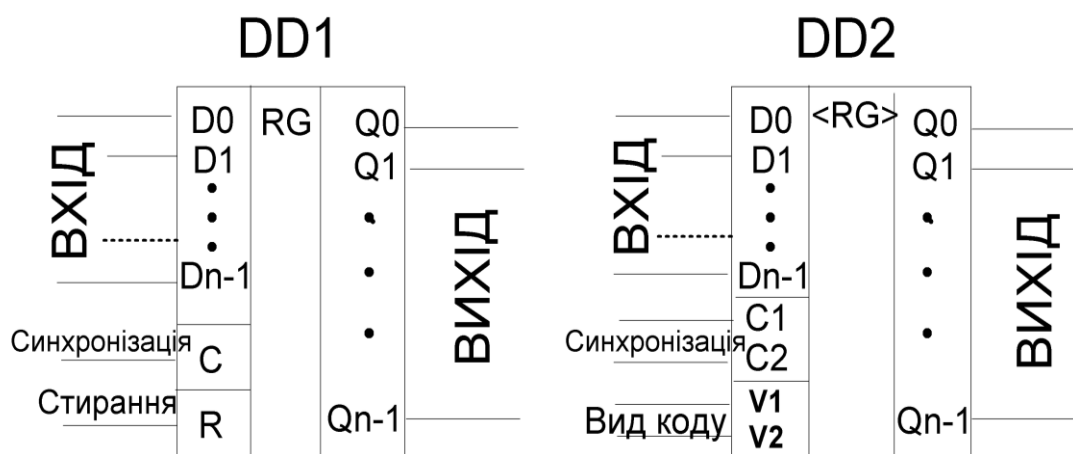 DD1
DD2
ВХІД
D0 RG Q0
D1 Q1
Dn-1
Синхронізація C
Стирання R
Qn-1
ВИХІД
ВХІД
D0 <RG> Q0
D1 Q1
Dn-1
C1
Синхронізація C2
V1
Вид коду V2
Qn-1
ВИХІД